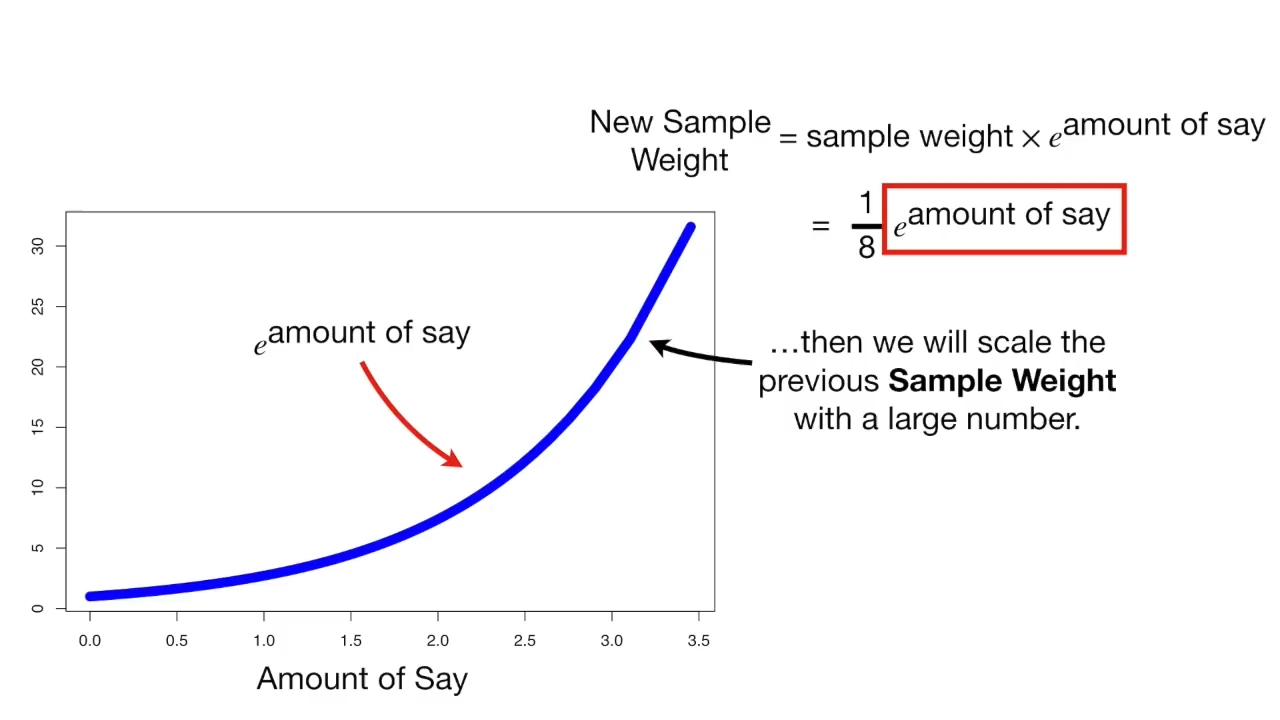 New Sample
Weight
= sample weight × e^amount of say
= 1/8 e^amount of say
e^amount of say
…then we will scale the
previous Sample Weight
with a large number.
30
25
20
15
10
5
0
0.0 0.5 1.0 1.5 2.0 2.5 3.0 3.5
Amount of Say